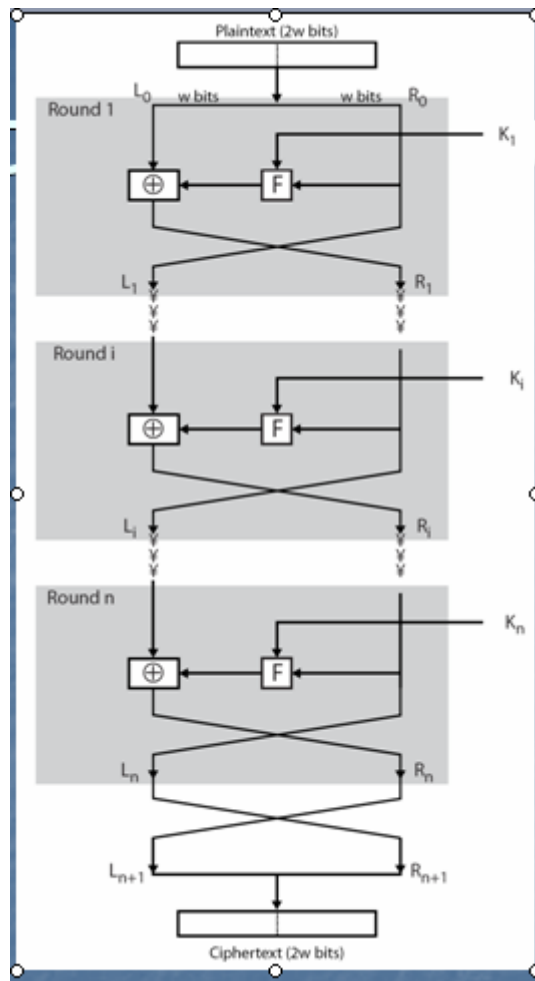 Plaintext (2w bits)
L0 w bits w bits R0
Round 1
K1
⊕ F
L1 R1
¥ ¥
¥ ¥
¥ ¥
Round i
Ki
⊕ F
Li Ri
¥ ¥
¥ ¥
¥ ¥
Round n
Kn
⊕ F
Ln Rn
Ln+1 Rn+1
Ciphertext (2w bits)